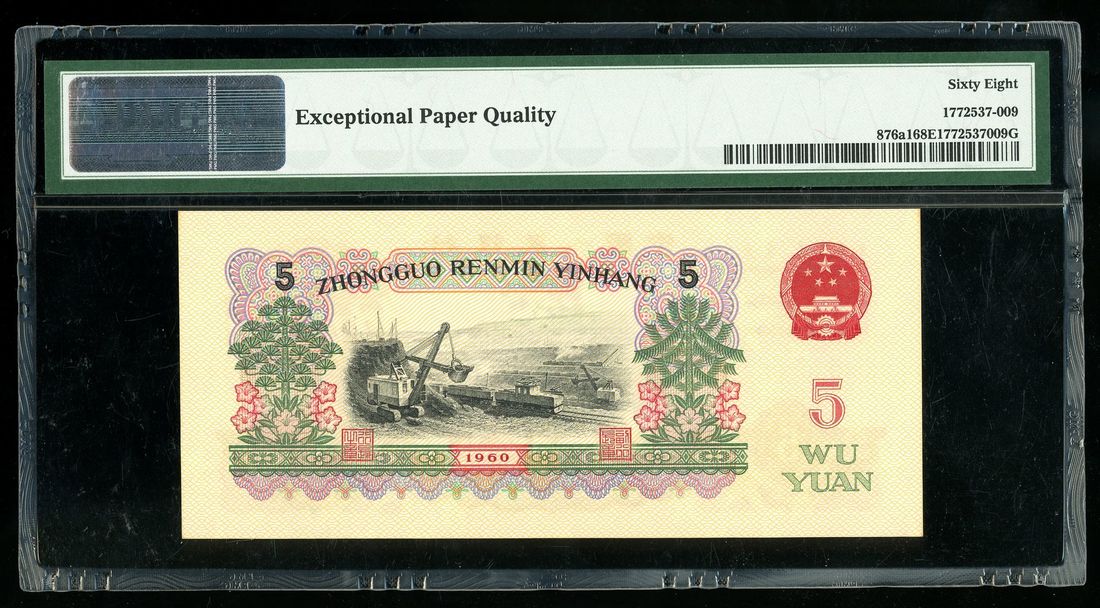 Exceptional Paper Quality
Sixty Eight
1772537-009
876a168E1772537009G
5
ZHONGGUO RENMIN YINHANG
5
1960
5
WU
YUAN